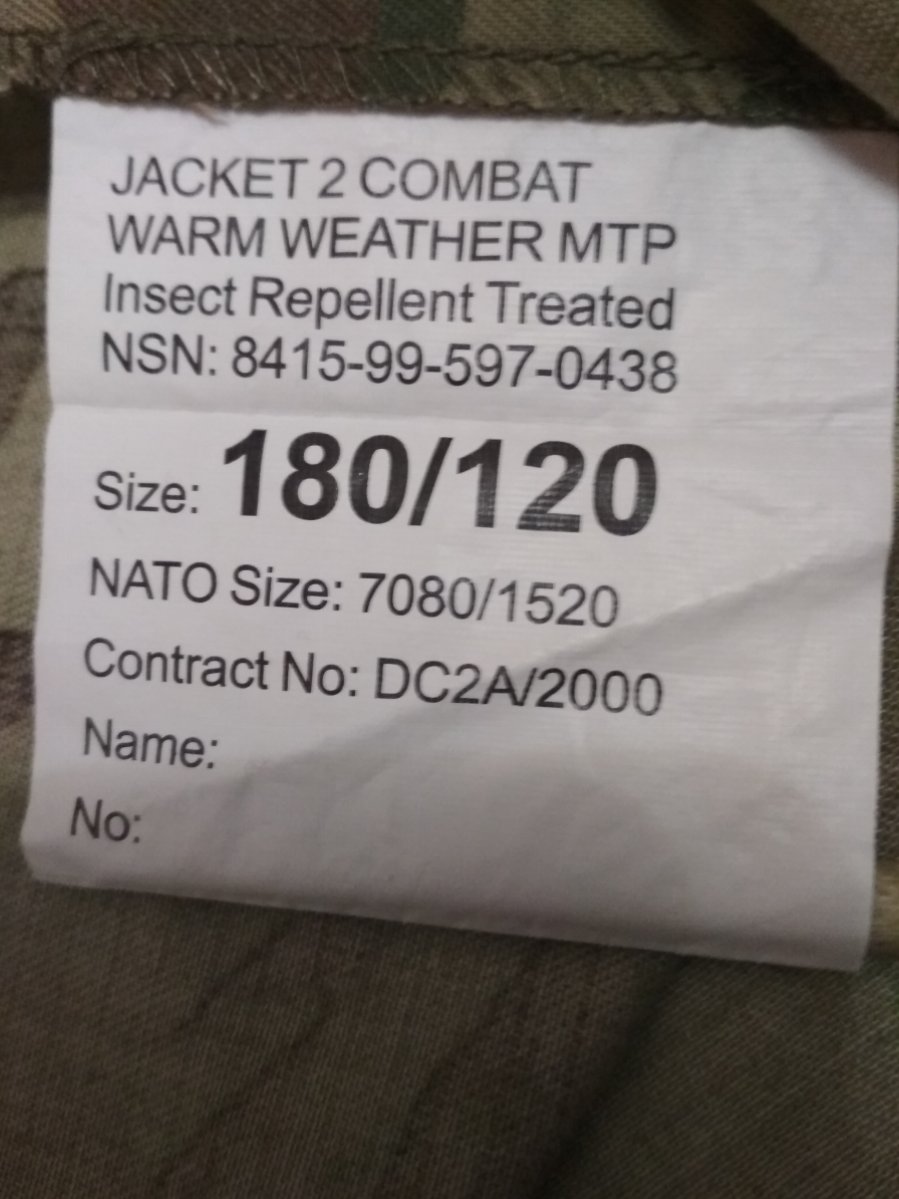 JACKET 2 COMBAT
WARM WEATHER MTP
Insect Repellent Treated
NSN: 8415-99-597-0438
Size: 180/120
NATO Size: 7080/1520
Contract No: DC2A/2000
Name:
No: